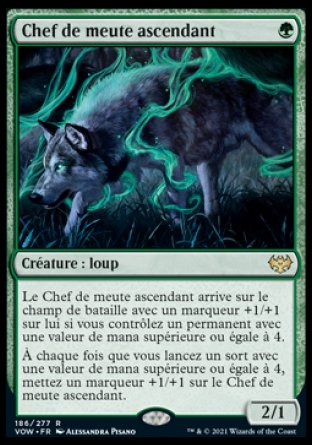 Chef de meute ascendant
Créature : loup
Le Chef de meute ascendant arrive sur le
champ de bataille avec un marqueur +1/+1
sur lui si vous contrôlez un permanent avec
une valeur de mana supérieure ou égale à 4.
À chaque fois que vous lancez un sort avec
une valeur de mana supérieure ou égale à 4,
mettez un marqueur +1/+1 sur le Chef de
meute ascendant.
2/1
186/277 R
VOW • FR Alessandra Pisano
™ & © 2021 Wizards of the Coast